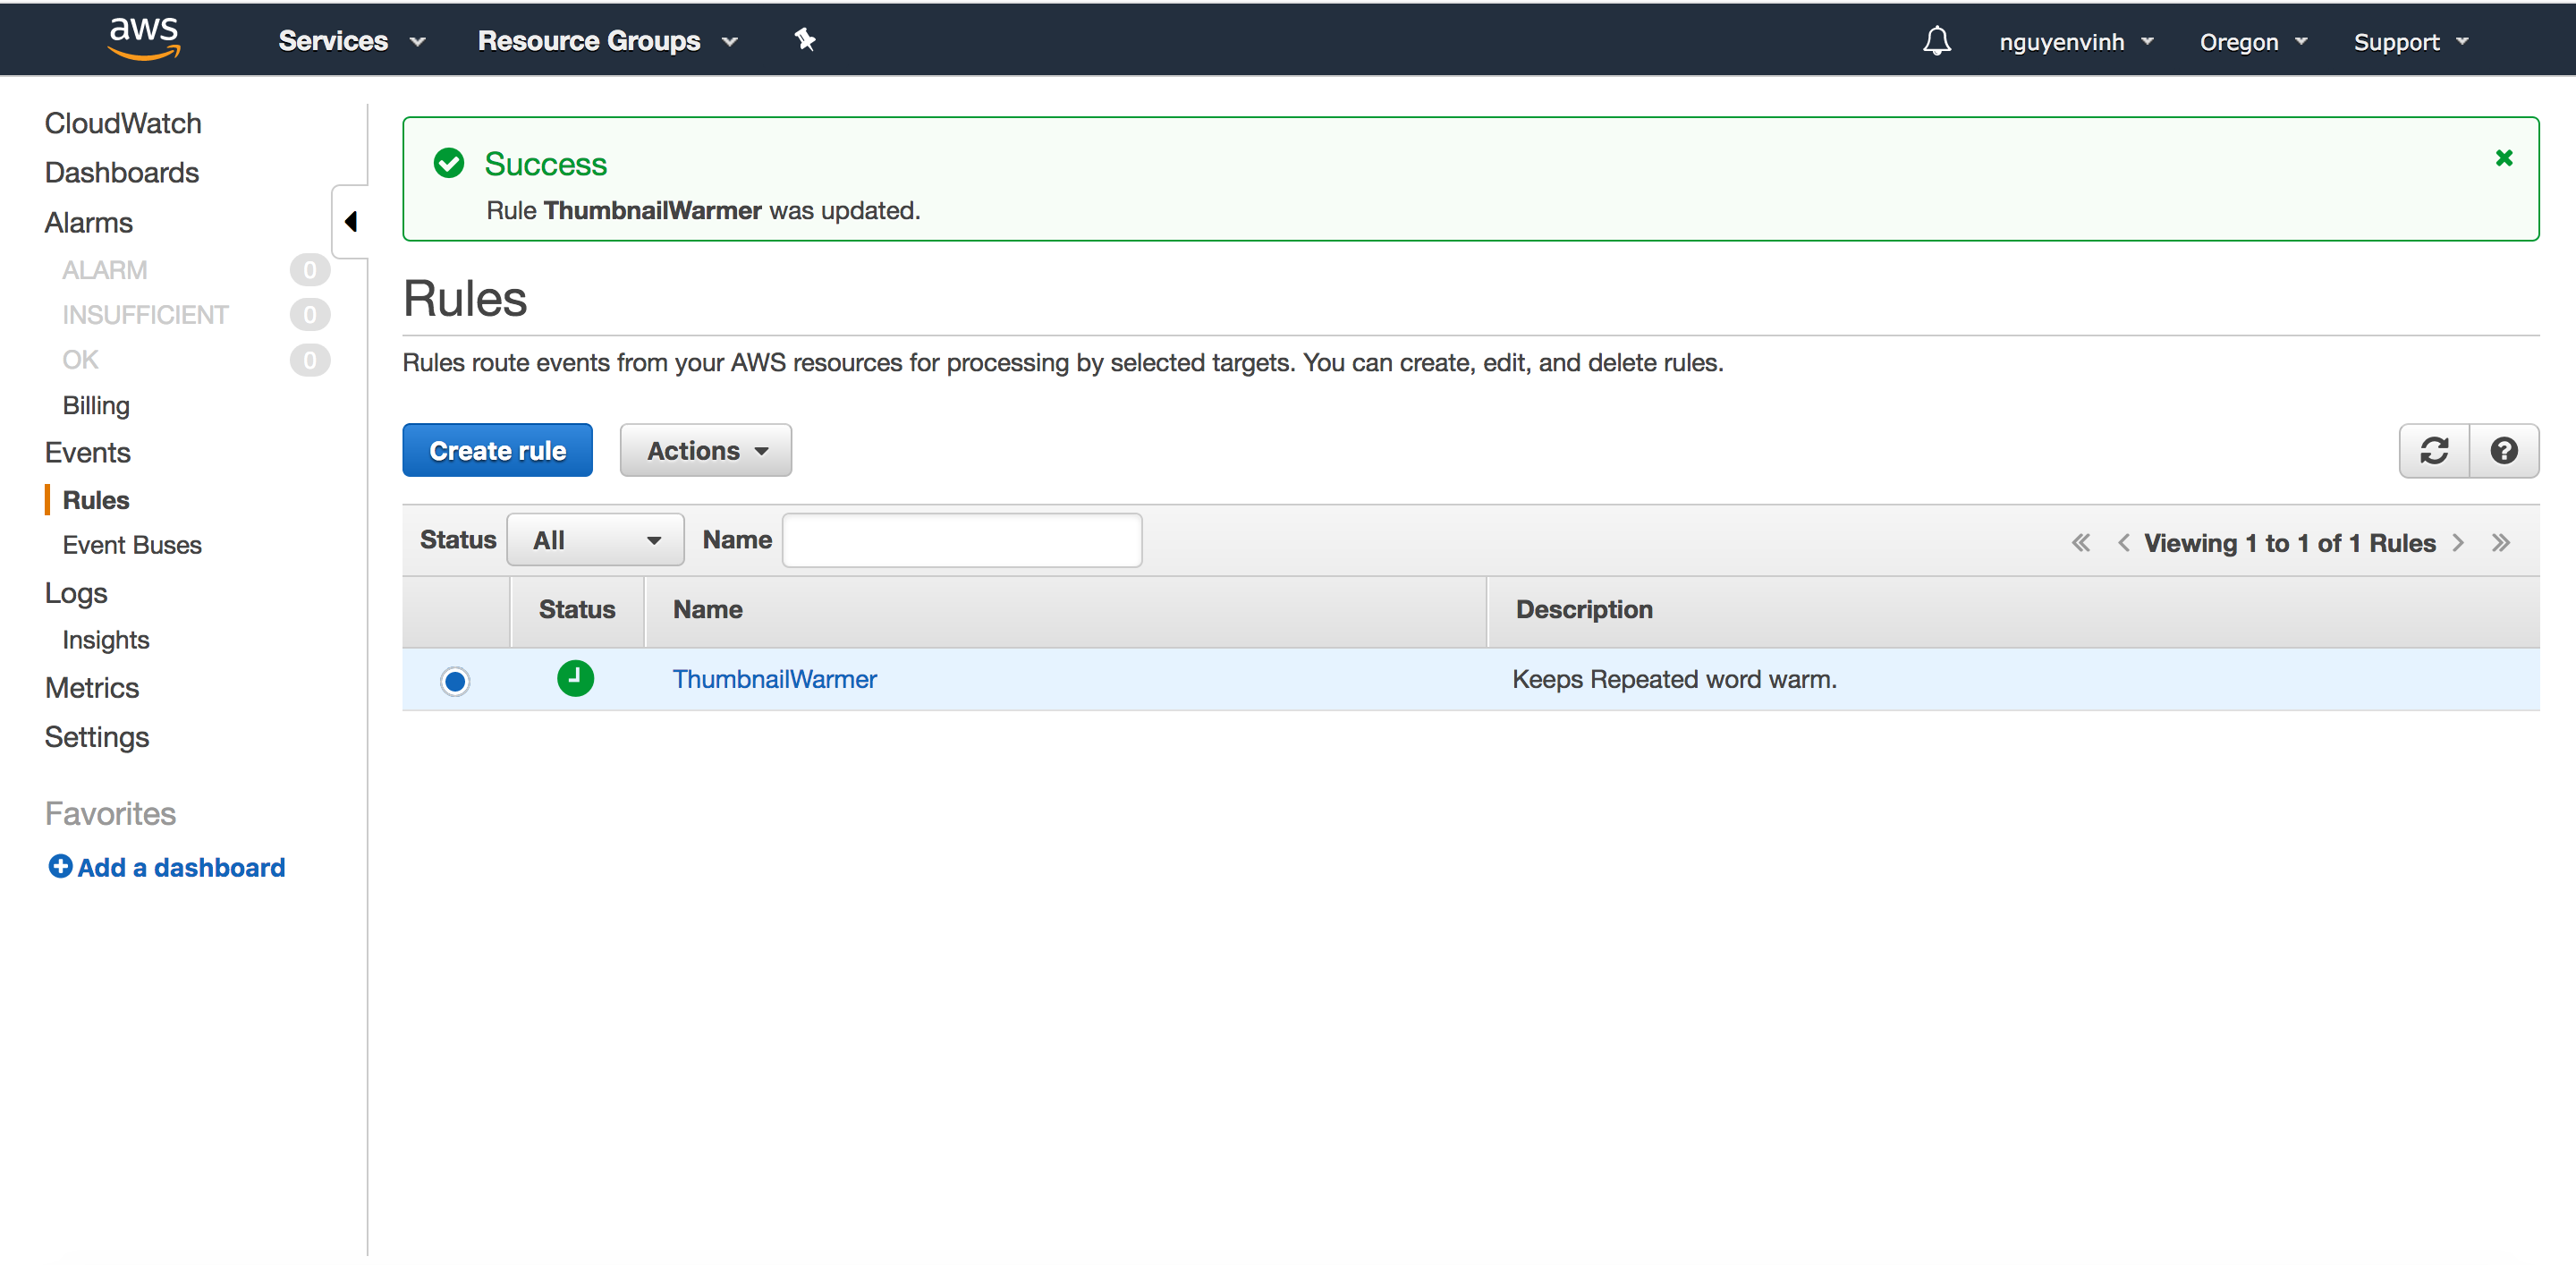 aws Services Resource Groups nguyenvinh Oregon Support
CloudWatch
Dashboards
Alarms
ALARM 0
INSUFFICIENT 0
OK 0
Billing
Events
Rules
Event Buses
Logs
Insights
Metrics
Settings
Favorites
Add a dashboard
Success
Rule ThumbnailWarmer was updated.
Rules
Rules route events from your AWS resources for processing by selected targets. You can create, edit, and delete rules.
Create rule Actions
Status All Name « < Viewing 1 to 1 of 1 Rules > »
Status Name Description
ThumbnailWarmer Keeps Repeated word warm.